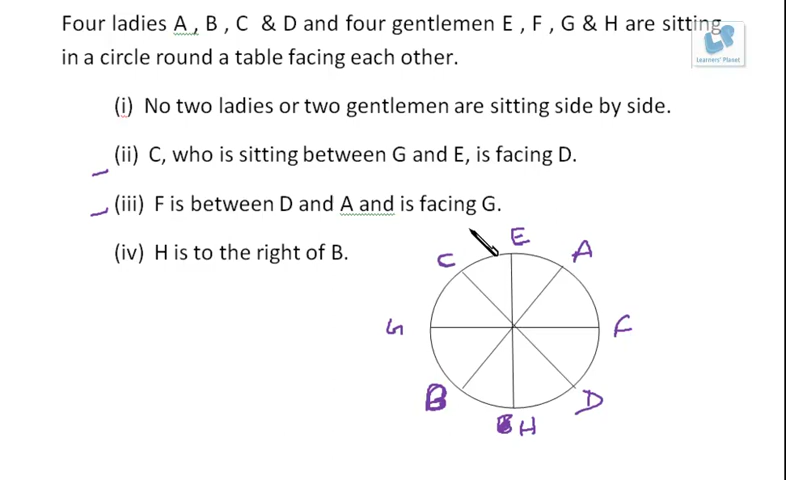 Four ladies A , B , C & D and four gentlemen E , F , G & H are sitting
LP
Learners' Planet
in a circle round a table facing each other.
(i) No two ladies or two gentlemen are sitting side by side.
(ii) C, who is sitting between G and E, is facing D.
(iii) F is between D and A and is facing G.
(iv) H is to the right of B.
E
C
A
G
F
B
D
H